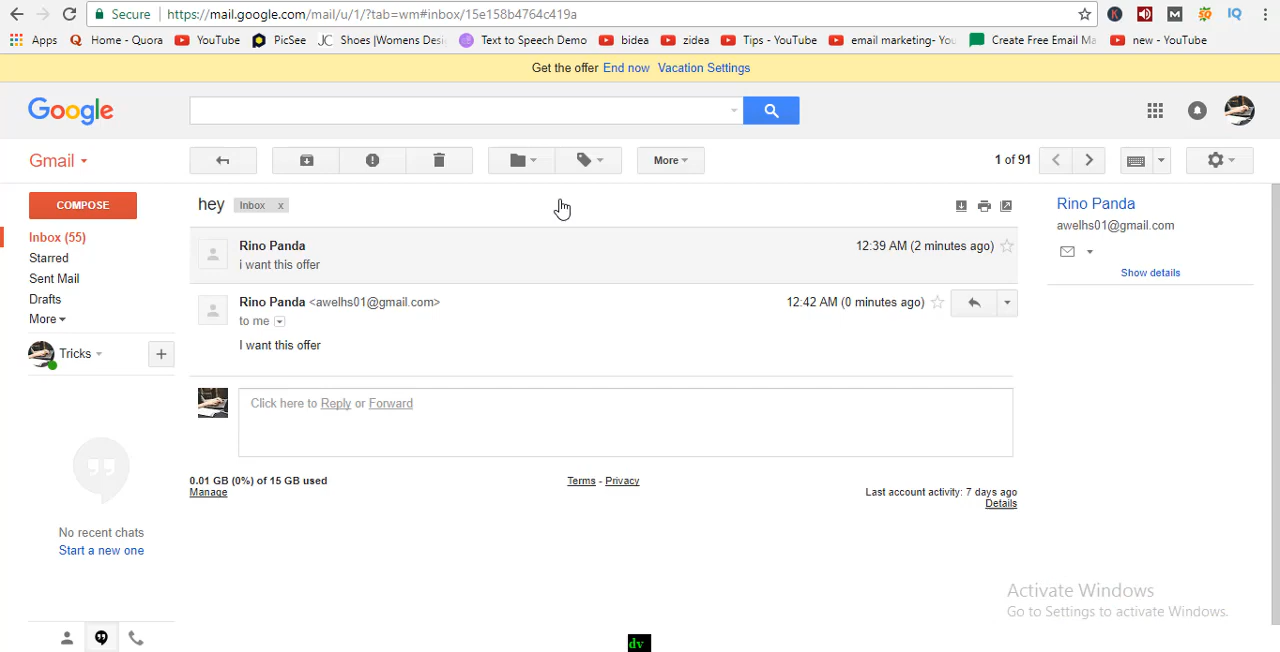 Secure https://mail.google.com/mail/u/1/?tab=wm#inbox/15e158b4764c419a
Apps Home - Quora YouTube PicSee Shoes |Womens Desi Text to Speech Demo bidea zidea Tips - YouTube email marketing- You Create Free Email Ma new - YouTube
Get the offer End now Vacation Settings
Google
Gmail More 1 of 91
COMPOSE
Inbox (55)
Starred
Sent Mail
Drafts
More
Tricks
No recent chats
Start a new one
hey Inbox x
Rino Panda 12:39 AM (2 minutes ago)
i want this offer
Rino Panda <awelhs01@gmail.com> 12:42 AM (0 minutes ago)
to me
I want this offer
Click here to Reply or Forward
0.01 GB (0%) of 15 GB used
Manage
Terms - Privacy
Last account activity: 7 days ago
Details
Rino Panda
awelhs01@gmail.com
Show details
Activate Windows
Go to Settings to activate Windows.
dv